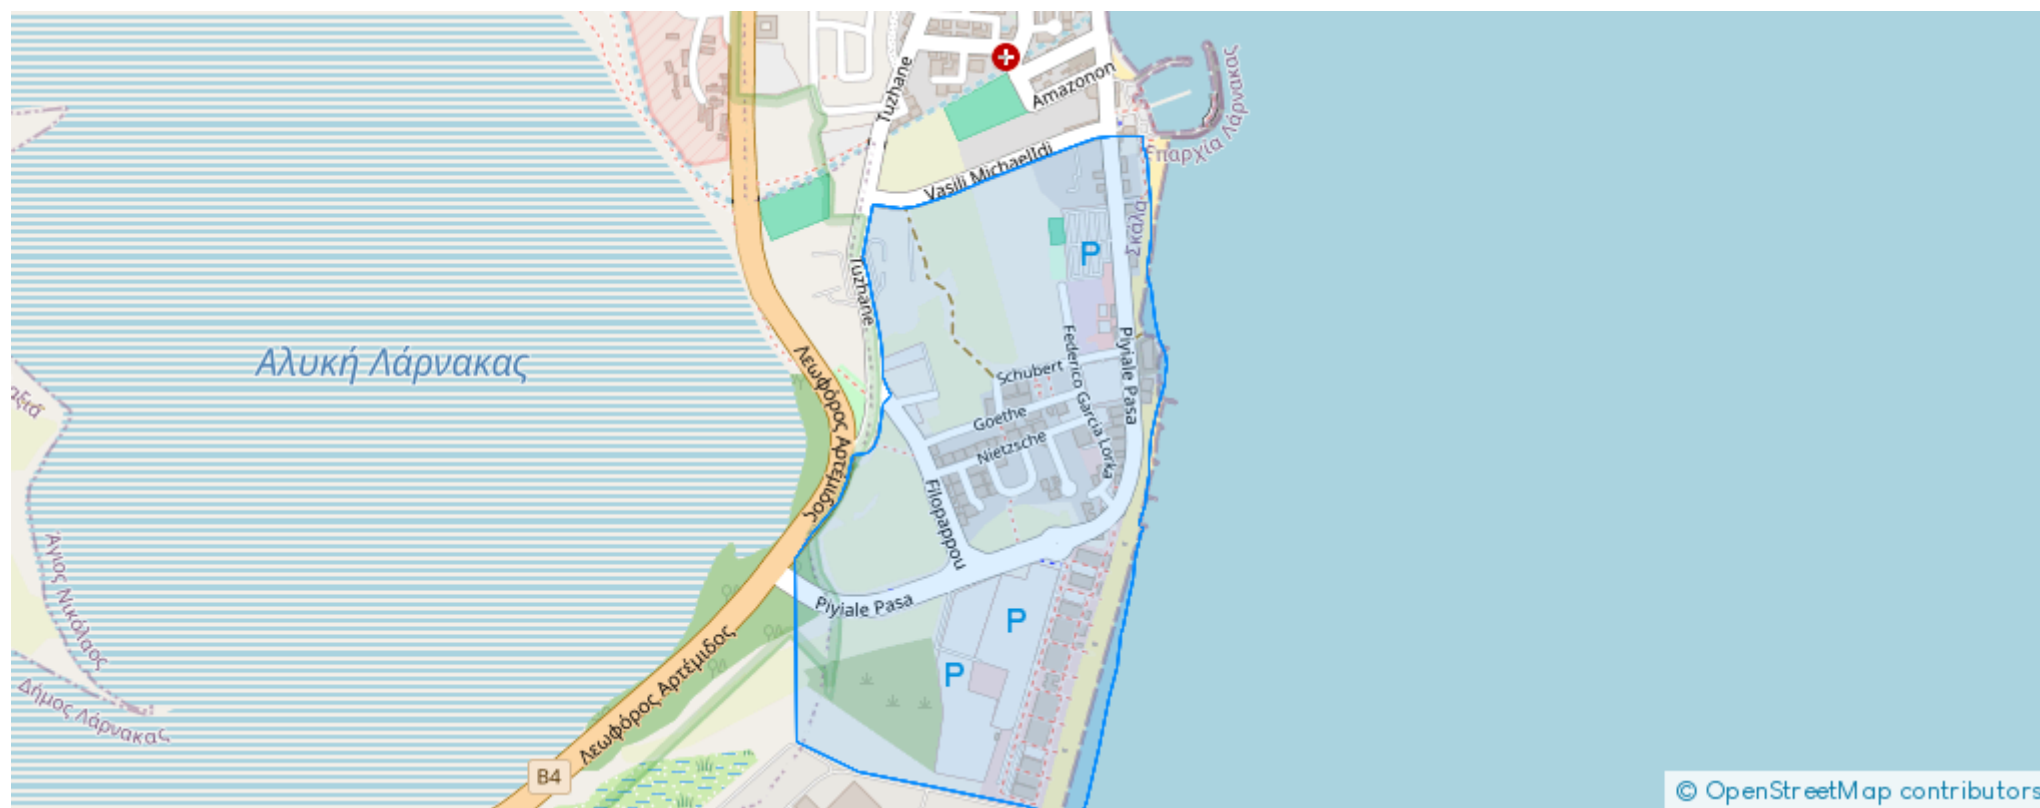 Tuzhane
Amazonon
Επαρχία Λάρνακας
Vasili Michaelidi
Σκάλα
P
Tuzhane
Αλυκή Λάρνακας
Λεωφόρος Αρτέμιδος
Piyiale Pasa
Federico Garcia Lorka
Schubert
Goethe
Nietzsche
Filopappou
Άγιος Νικόλαος
Piyiale Pasa
P
P
Λεωφόρος Αρτέμιδος
Δήμος Λάρνακας
B4
© OpenStreetMap contributors